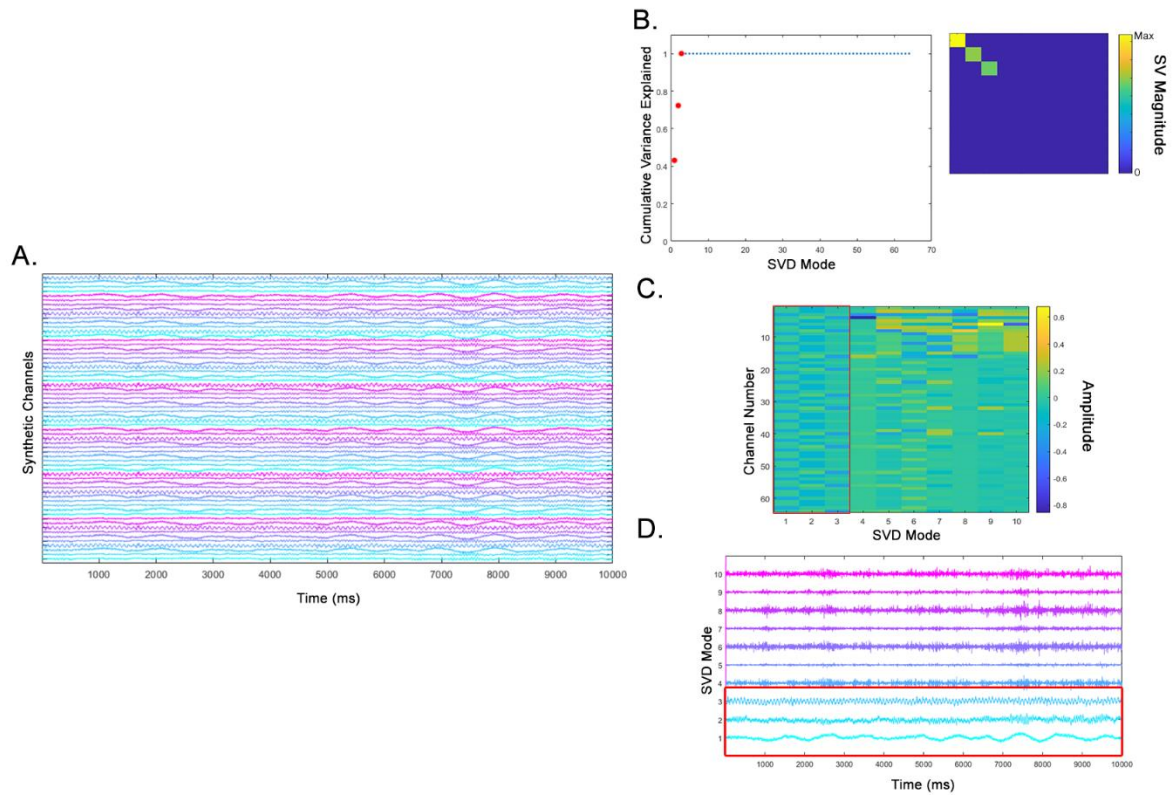 A.
Synthetic Channels
1000 2000 3000 4000 5000 6000 7000 8000 9000 10000
Time (ms)
B.
Cumulative Variance Explained
1
0.8
0.6
0.4
0.2
0
0 10 20 30 40 50 60 70
SVD Mode
Max
0
SV Magnitude
C.
Channel Number
10
20
30
40
50
60
1 2 3 4 5 6 7 8 9 10
SVD Mode
0.6
0.4
0.2
0
-0.2
-0.4
-0.6
-0.8
Amplitude
D.
SVD Mode
10
9
8
7
6
5
4
3
2
1
1000 2000 3000 4000 5000 6000 7000 8000 9000 10000
Time (ms)